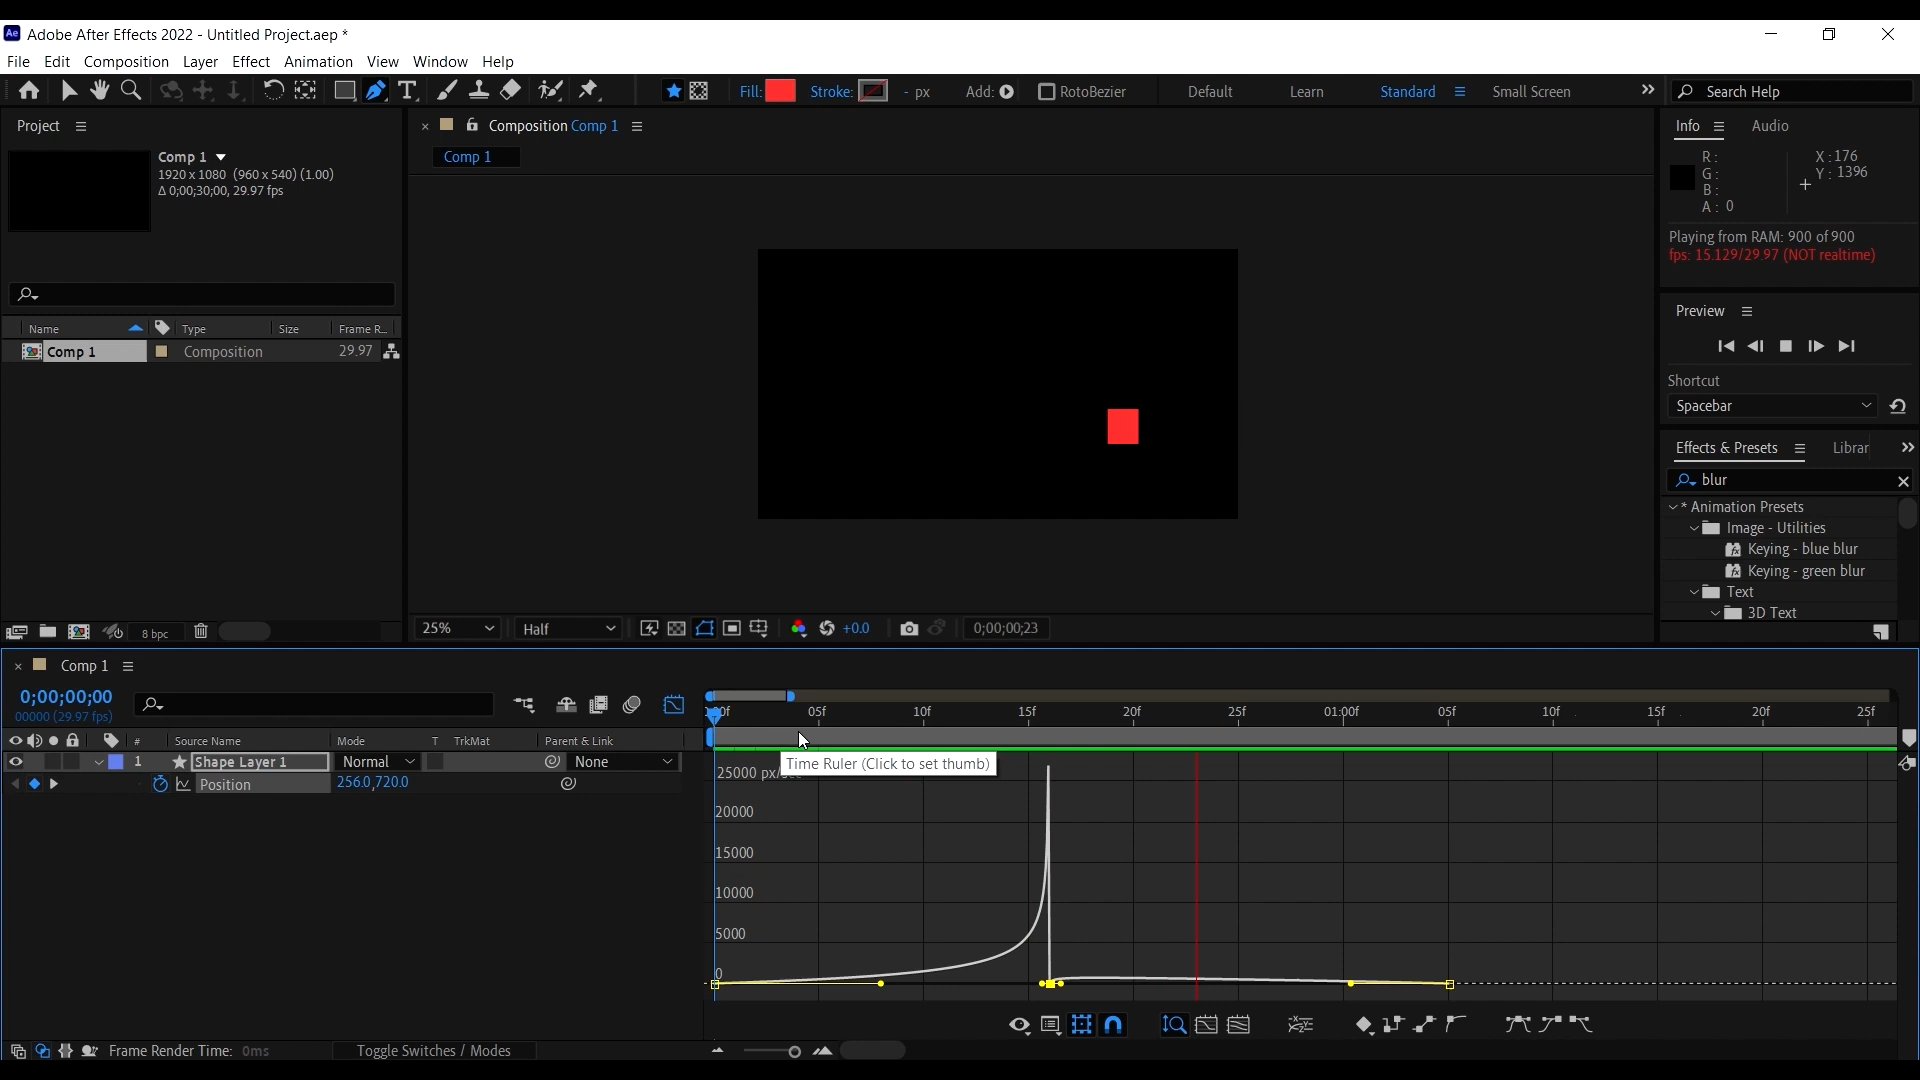 Ae Adobe After Effects 2022 - Untitled Project.aep *
File Edit Composition Layer Effect Animation View Window Help
Fill: Stroke: - px Add: RotoBezier Default Learn Standard Small Screen Search Help
Project
Comp 1
1920 x 1080 (960 x 540) (1.00)
Δ 0;00;30;00, 29.97 fps
Name Type Size Frame R...
Comp 1 Composition 29.97
8 bpc
Composition Comp 1
Comp 1
25% Half +0.0 0;00;00;23
Info Audio
R: X : 176
G: Y : 1396
B:
A: 0
Playing from RAM: 900 of 900
fps: 15.129/29.97 (NOT realtime)
Preview
Shortcut
Spacebar
Effects & Presets Librar
blur
* Animation Presets
Image - Utilities
Keying - blue blur
Keying - green blur
Text
3D Text
Comp 1
0;00;00;00
00000 (29.97 fps)
05f 10f 15f 20f 25f 01:00f 05f 10f 15f 20f 25f
# Source Name Mode T TrkMat Parent & Link
1 Shape Layer 1 Normal None
Position 256.0,720.0
Time Ruler (Click to set thumb)
25000 px/
20000
15000
10000
5000
0
Frame Render Time: 0ms Toggle Switches / Modes